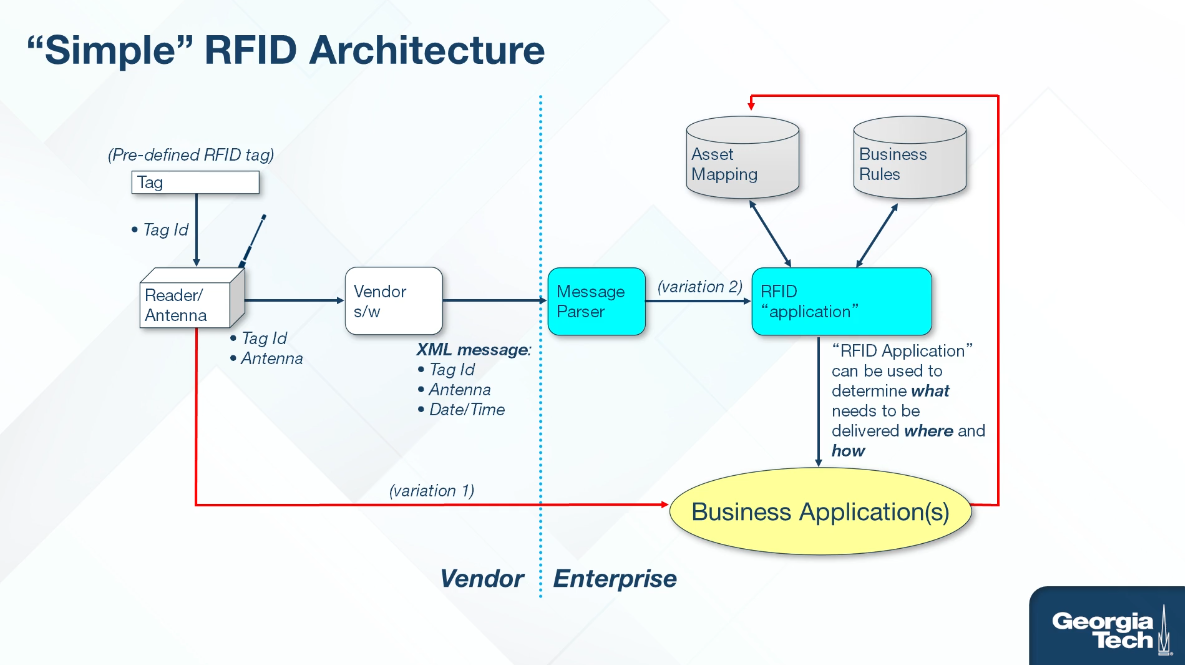 “Simple” RFID Architecture
(Pre-defined RFID tag)
Tag
• Tag Id
Reader/
Antenna
• Tag Id
• Antenna
Vendor
s/w
XML message:
• Tag Id
• Antenna
• Date/Time
Message
Parser
(variation 2)
Asset
Mapping
Business
Rules
RFID
“application”
“RFID Application”
can be used to
determine what
needs to be
delivered where and
how
(variation 1)
Business Application(s)
Vendor
Enterprise
Georgia
Tech